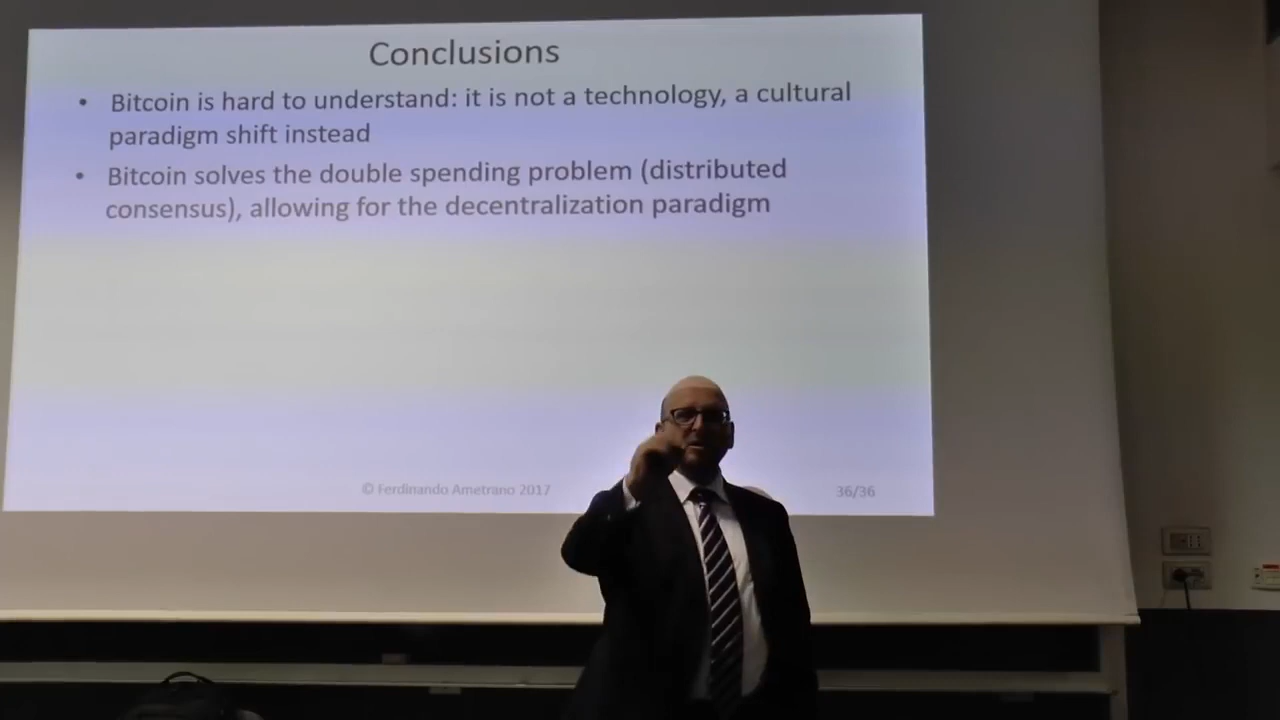 Conclusions
• Bitcoin is hard to understand: it is not a technology, a cultural
paradigm shift instead
• Bitcoin solves the double spending problem (distributed
consensus), allowing for the decentralization paradigm
© Ferdinando Ametrano 2017
36/36